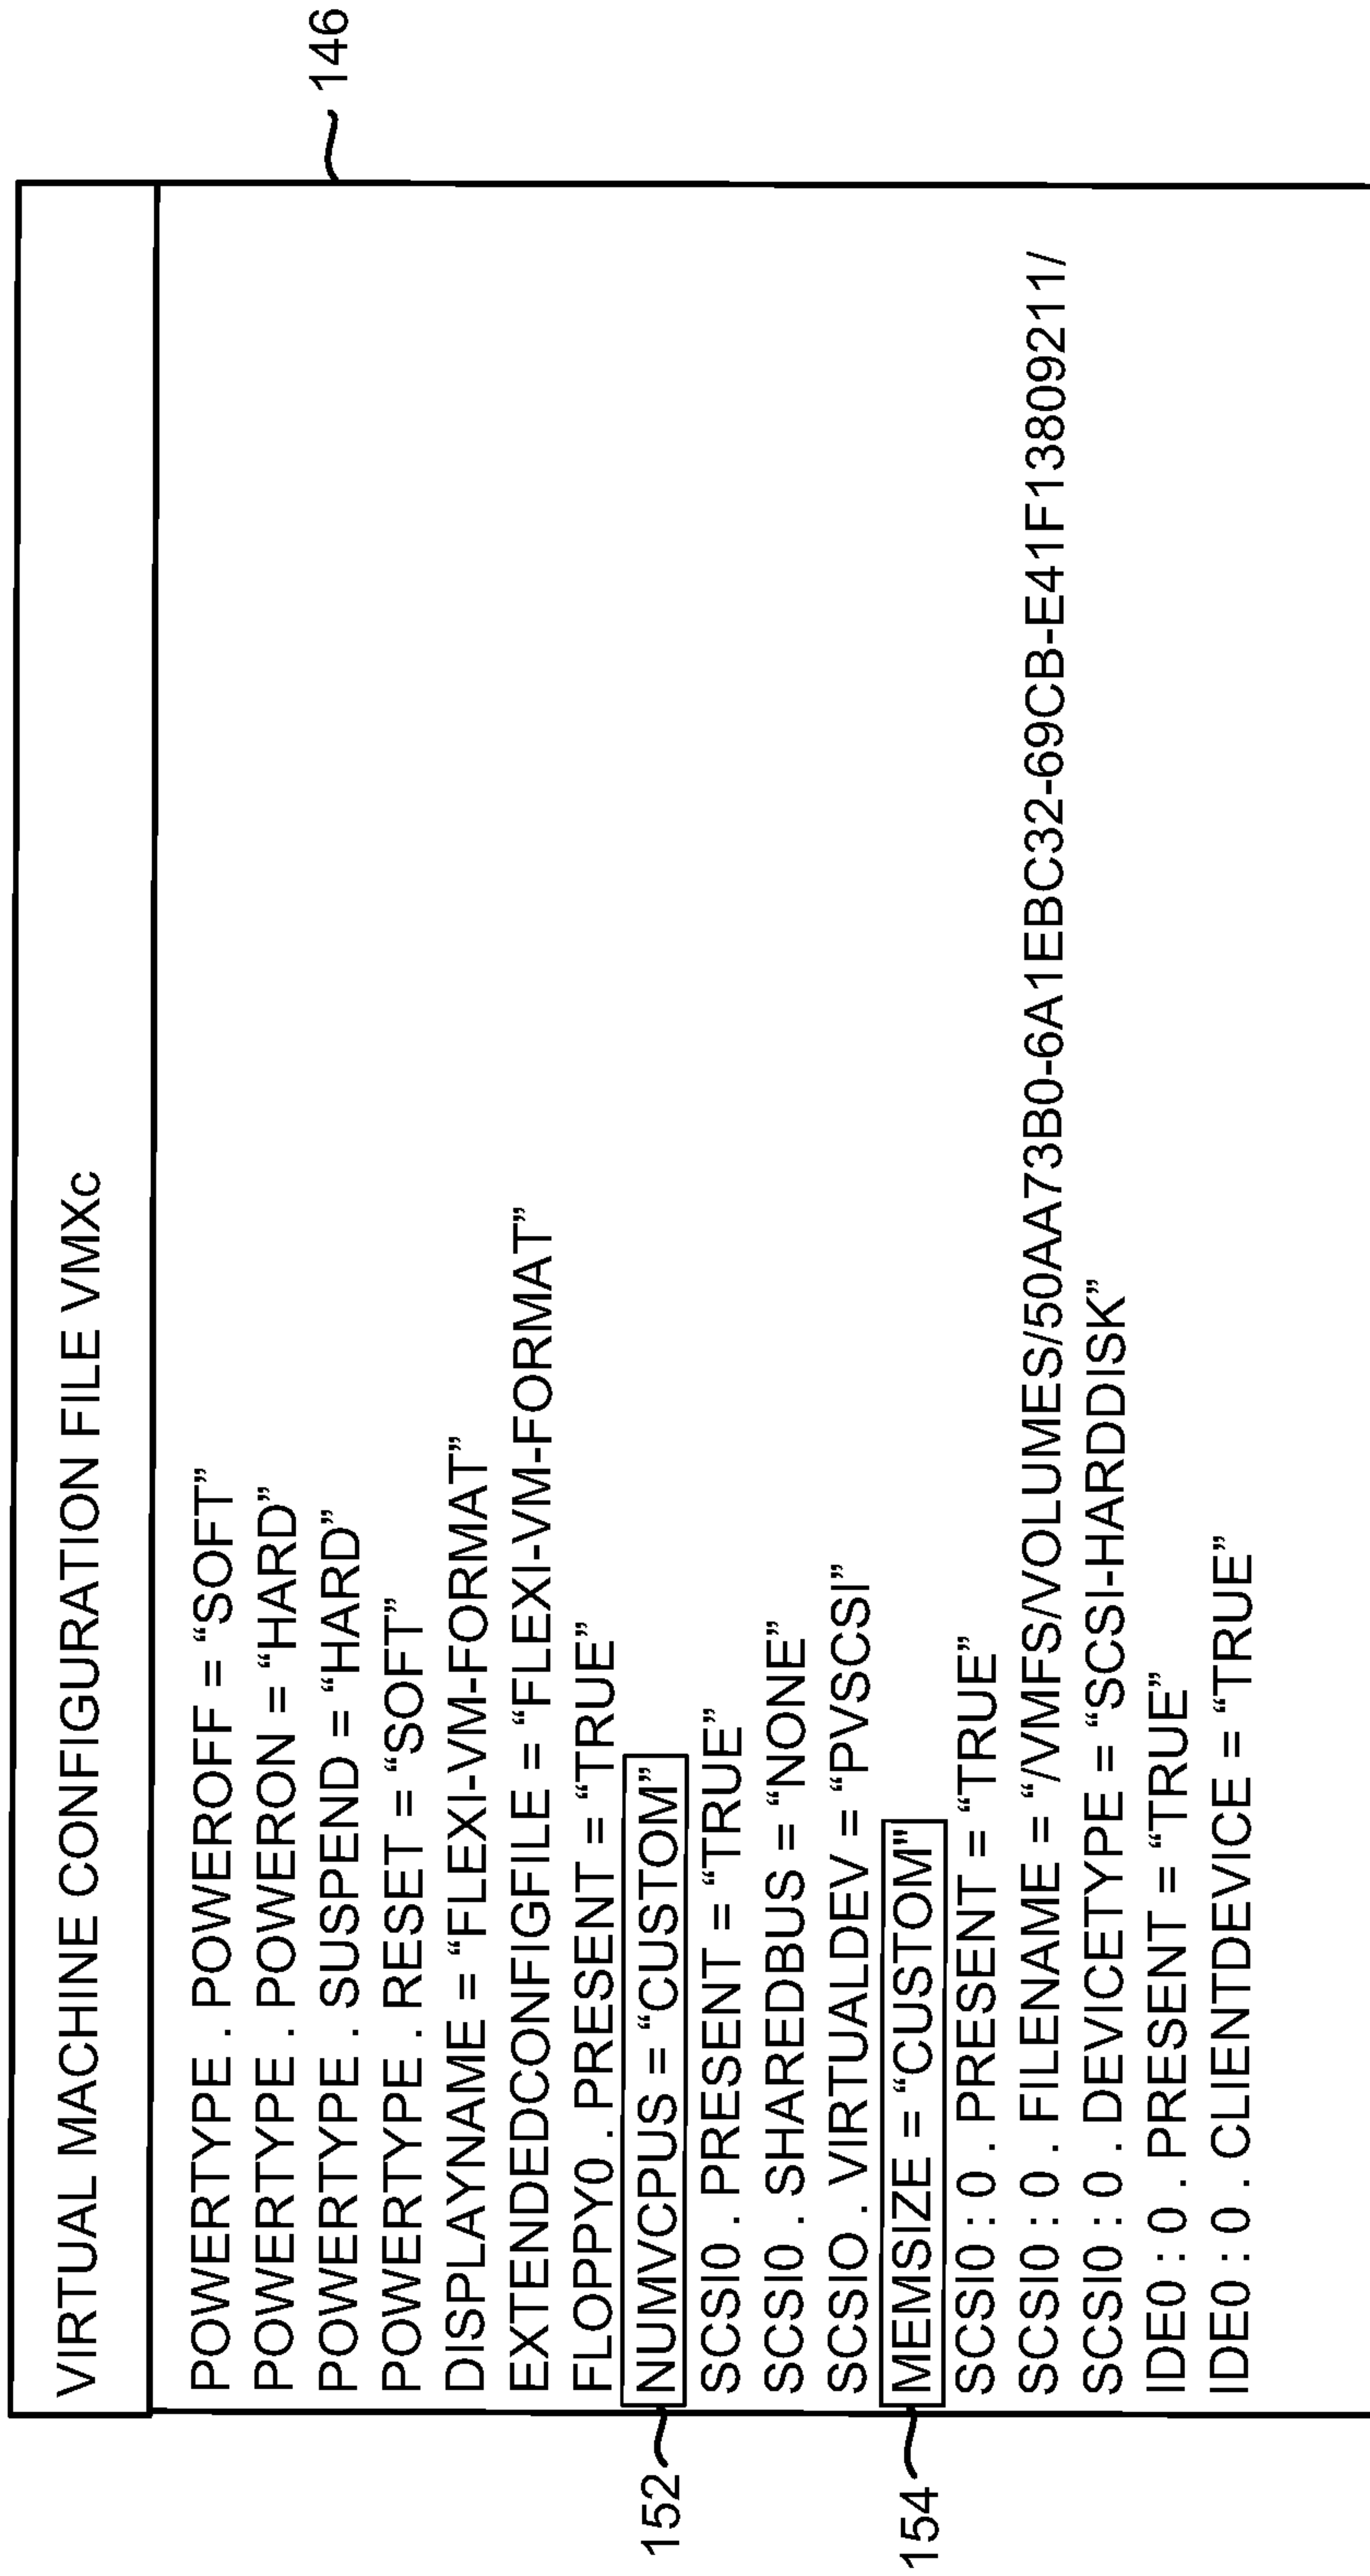 VIRTUAL MACHINE CONFIGURATION FILE VMXc
146
POWERTYPE . POWEROFF = “SOFT”
POWERTYPE . POWERON = “HARD”
POWERTYPE . SUSPEND = “HARD”
POWERTYPE . RESET = “SOFT”
DISPLAYNAME = “FLEXI-VM-FORMAT”
EXTENDEDCONFIGFILE = “FLEXI-VM-FORMAT”
FLOPPY0 . PRESENT = “TRUE”
152
NUMVCPUS = “CUSTOM”
SCSI0 . PRESENT = “TRUE”
SCSI0 . SHAREDBUS = “NONE”
SCSIO . VIRTUALDEV = “PVSCSI”
154
MEMSIZE = “CUSTOM"
SCSI0 : 0 . PRESENT = “TRUE”
SCSI0 : 0 . FILENAME = “/VMFS/VOLUMES/50AA73B0-6A1EBC32-69CB-E41F13809211/
SCSI0 : 0 . DEVICETYPE = “SCSI-HARDDISK”
IDE0 : 0 . PRESENT = “TRUE”
IDE0 : 0 . CLIENTDEVICE = “TRUE”